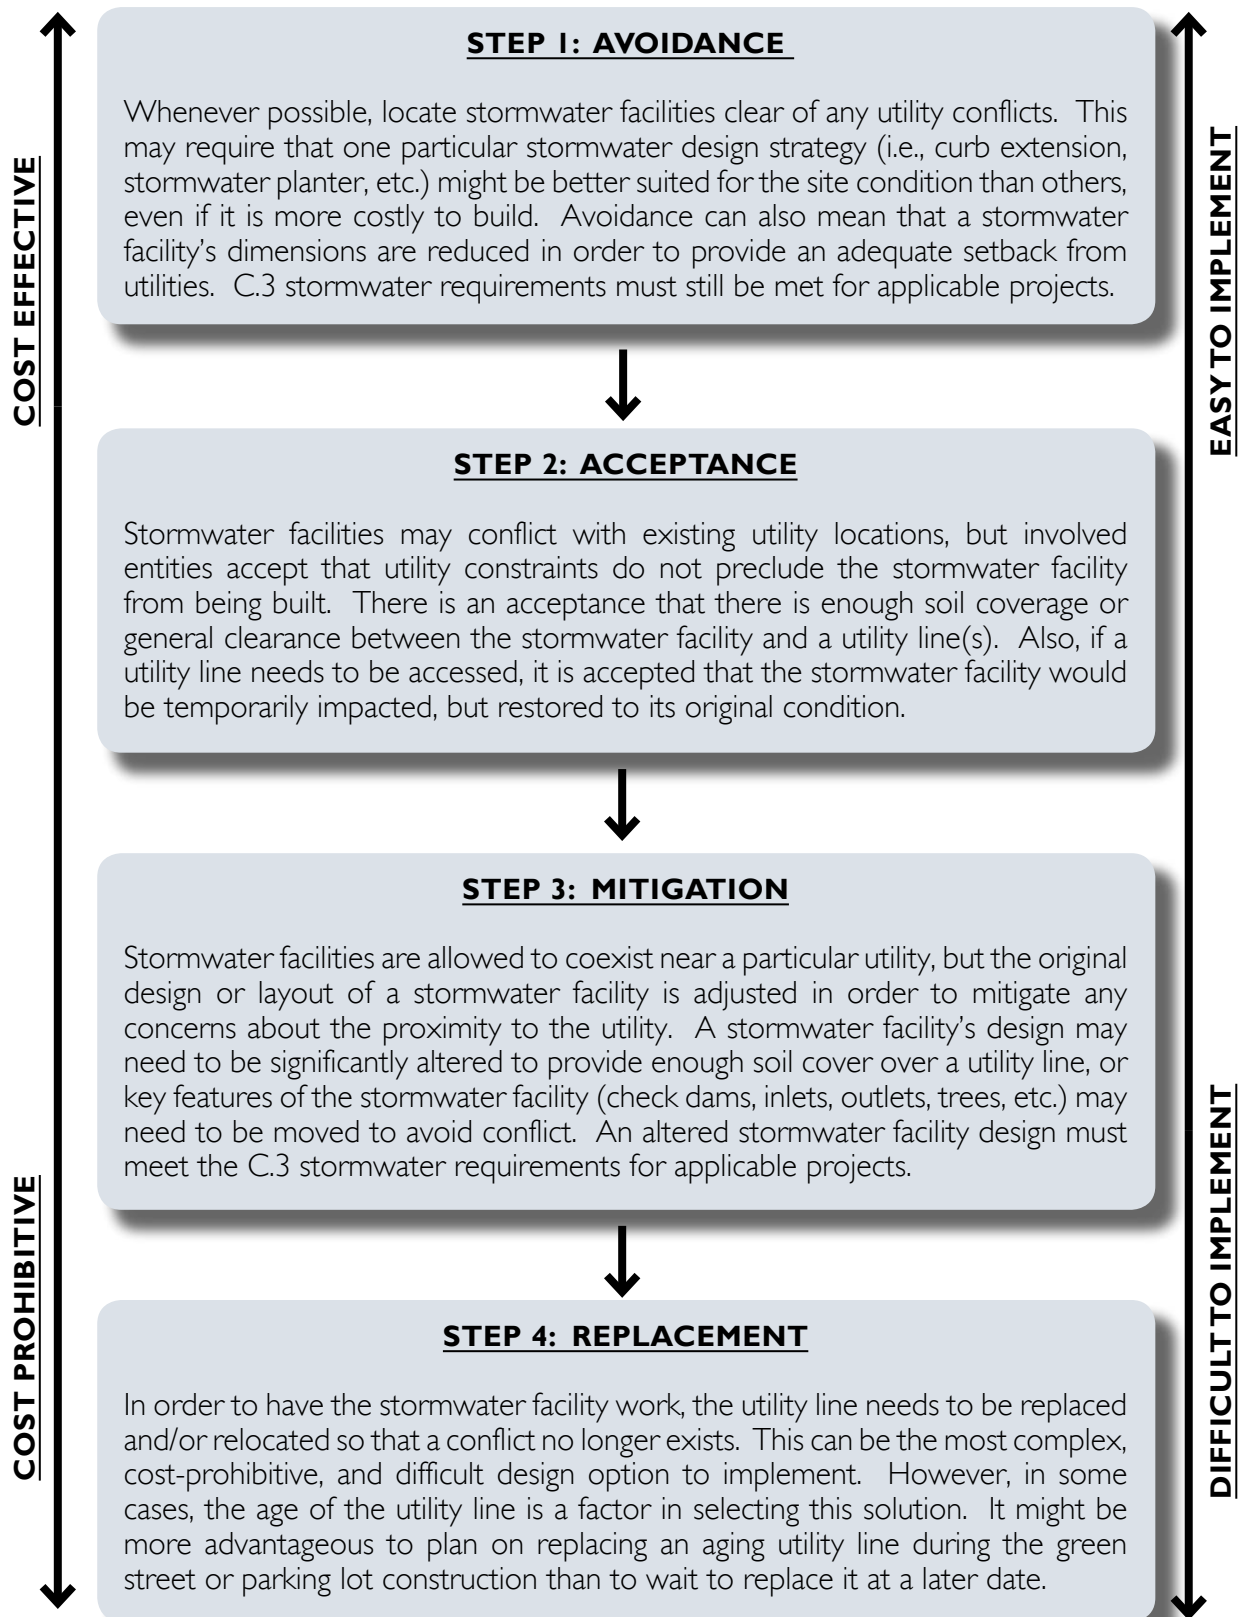 STEP 1: AVOIDANCE
Whenever possible, locate stormwater facilities clear of any utility conflicts. This
may require that one particular stormwater design strategy (i.e., curb extension,
stormwater planter, etc.) might be better suited for the site condition than others,
even if it is more costly to build. Avoidance can also mean that a stormwater
facility's dimensions are reduced in order to provide an adequate setback from
utilities. C.3 stormwater requirements must still be met for applicable projects.
COST EFFECTIVE
EASY TO IMPLEMENT
STEP 2: ACCEPTANCE
Stormwater facilities may conflict with existing utility locations, but involved
entities accept that utility constraints do not preclude the stormwater facility
from being built. There is an acceptance that there is enough soil coverage or
general clearance between the stormwater facility and a utility line(s). Also, if a
utility line needs to be accessed, it is accepted that the stormwater facility would
be temporarily impacted, but restored to its original condition.
STEP 3: MITIGATION
Stormwater facilities are allowed to coexist near a particular utility, but the original
design or layout of a stormwater facility is adjusted in order to mitigate any
concerns about the proximity to the utility. A stormwater facility's design may
need to be significantly altered to provide enough soil cover over a utility line, or
key features of the stormwater facility (check dams, inlets, outlets, trees, etc.) may
need to be moved to avoid conflict. An altered stormwater facility design must
meet the C.3 stormwater requirements for applicable projects.
COST PROHIBITIVE
DIFFICULT TO IMPLEMENT
STEP 4: REPLACEMENT
In order to have the stormwater facility work, the utility line needs to be replaced
and/or relocated so that a conflict no longer exists. This can be the most complex,
cost-prohibitive, and difficult design option to implement. However, in some
cases, the age of the utility line is a factor in selecting this solution. It might be
more advantageous to plan on replacing an aging utility line during the green
street or parking lot construction than to wait to replace it at a later date.